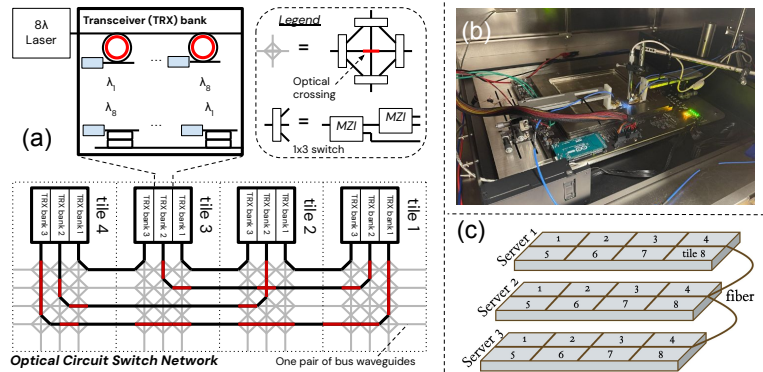 8λ
Laser
Transceiver (TRX) bank
...
...
λ1
λ8
λ8
λ1
...
(a)
Legend
=
Optical
crossing
=
MZI
MZI
1x3 switch
TRX bank 3
TRX bank 2
TRX bank 1
tile 4
TRX bank 3
TRX bank 2
TRX bank 1
tile 3
TRX bank 3
TRX bank 2
TRX bank 1
tile 2
TRX bank 3
TRX bank 2
TRX bank 1
tile 1
Optical Circuit Switch Network
One pair of bus waveguides
(b)
(c)
Server 1
1 2 3 4
5 6 7 tile 8
Server 2
1 2 3 4
5 6 7 8
fiber
Server 3
1 2 3 4
5 6 7 8